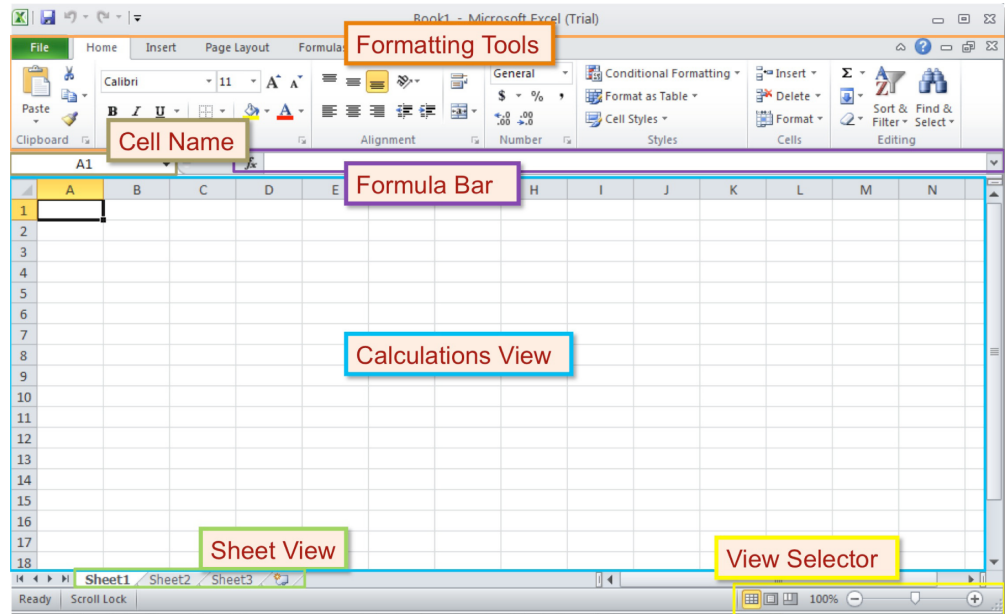 Book1 - Microsoft Excel (Trial)
File Home Insert Page Layout Formulas
Formatting Tools
Calibri 11 A A General Conditional Formatting Insert Σ
Paste $ % , Format as Table Delete Sort & Find &
B I U A .00 Cell Styles Format Filter Select
Clipboard Alignment Number Styles Cells Editing
Cell Name
A1 fx
Formula Bar
A B C D E H I J K L M N
1
2
3
4
5
6
7
8
Calculations View
9
10
11
12
13
14
15
16
17
18
Sheet View
View Selector
Sheet1 Sheet2 Sheet3
Ready Scroll Lock 100%